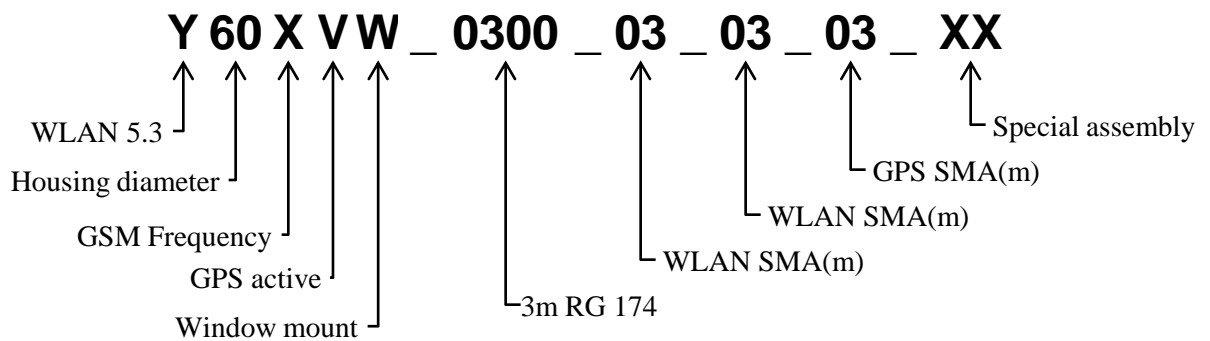 Y 60 X V W _ 0300 _ 03 _ 03 _ 03 _ XX
WLAN 5.3
Special assembly
Housing diameter
GPS SMA(m)
GSM Frequency
WLAN SMA(m)
GPS active
WLAN SMA(m)
Window mount
3m RG 174